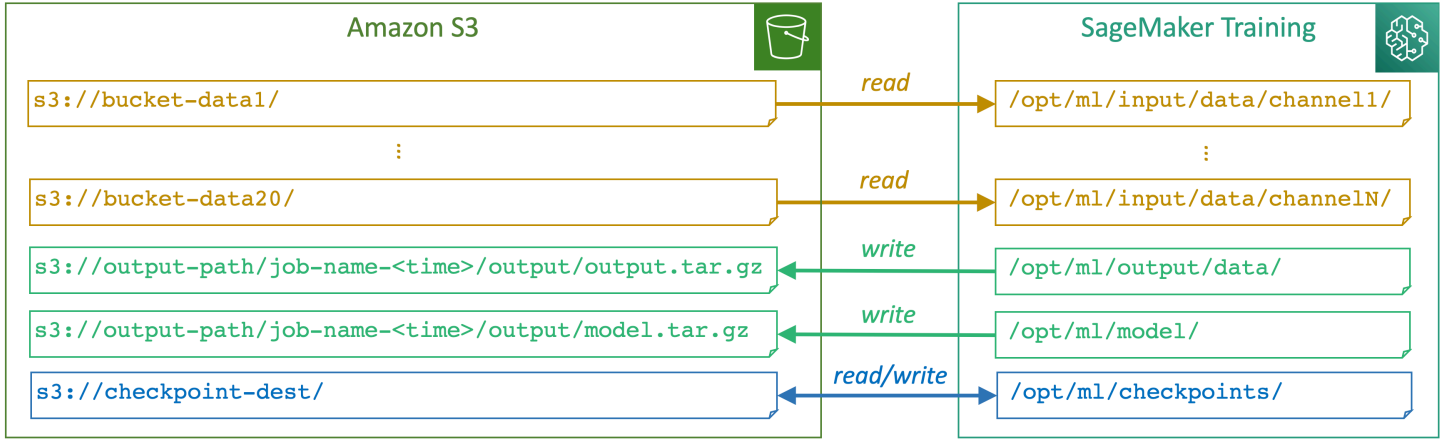 Amazon S3
SageMaker Training
s3://bucket-data1/
read
/opt/ml/input/data/channel1/
⋮
⋮
s3://bucket-data20/
read
/opt/ml/input/data/channelN/
s3://output-path/job-name-<time>/output/output.tar.gz
write
/opt/ml/output/data/
s3://output-path/job-name-<time>/output/model.tar.gz
write
/opt/ml/model/
s3://checkpoint-dest/
read/write
/opt/ml/checkpoints/